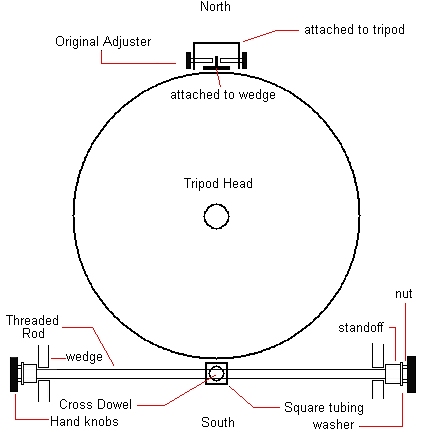 North
attached to tripod
Original Adjuster
attached to wedge
Tripod Head
nut
Threaded
Rod
standoff
wedge
Cross Dowel
Square tubing
Hand knobs
South
washer